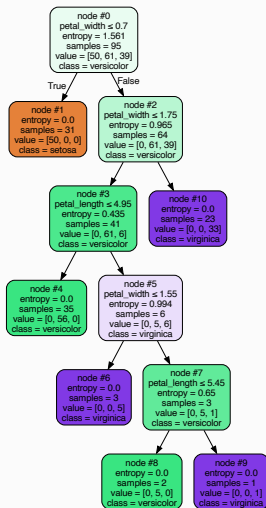 node #0
petal_width ≤ 0.7
entropy = 1.561
samples = 95
value = [50, 61, 39]
class = versicolor
True
False
node #1
entropy = 0.0
samples = 31
value = [50, 0, 0]
class = setosa
node #2
petal_width ≤ 1.75
entropy = 0.965
samples = 64
value = [0, 61, 39]
class = versicolor
node #3
petal_length ≤ 4.95
entropy = 0.435
samples = 41
value = [0, 61, 6]
class = versicolor
node #10
entropy = 0.0
samples = 23
value = [0, 0, 33]
class = virginica
node #4
entropy = 0.0
samples = 35
value = [0, 56, 0]
class = versicolor
node #5
petal_width ≤ 1.55
entropy = 0.994
samples = 6
value = [0, 5, 6]
class = virginica
node #6
entropy = 0.0
samples = 3
value = [0, 0, 5]
class = virginica
node #7
petal_length ≤ 5.45
entropy = 0.65
samples = 3
value = [0, 5, 1]
class = versicolor
node #8
entropy = 0.0
samples = 2
value = [0, 5, 0]
class = versicolor
node #9
entropy = 0.0
samples = 1
value = [0, 0, 1]
class = virginica